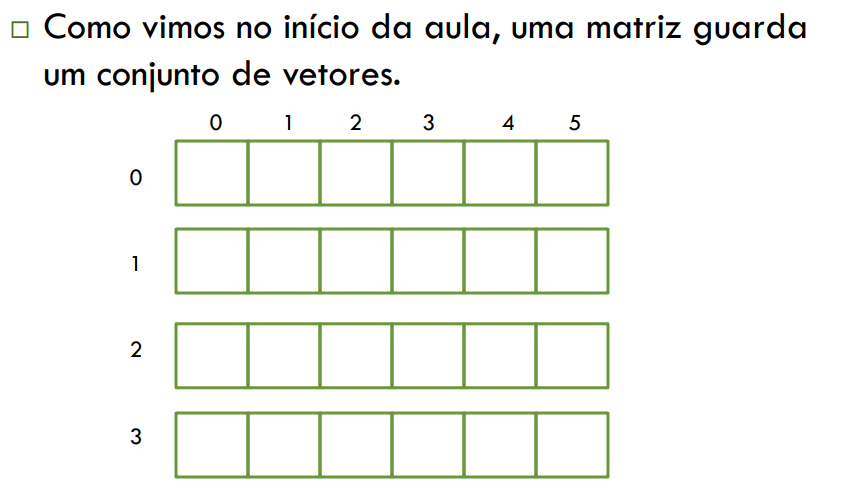 Como vimos no início da aula, uma matriz guarda
um conjunto de vetores.
0 1 2 3 4 5
0
1
2
3